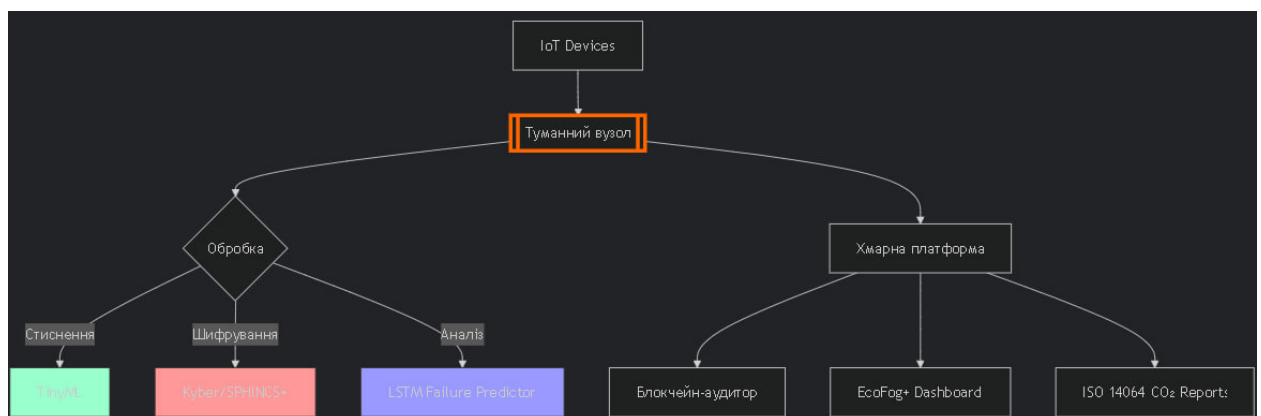 IoT Devices
Туманний вузол
Обробка
Хмарна платформа
Стиснення
Шифрування
Аналіз
TinyML
Kyber/SPHINCS+
LSTM Failure Predictor
Блокчейн-аудитор
EcoFog+ Dashboard
ISO 14064 CO₂ Reports